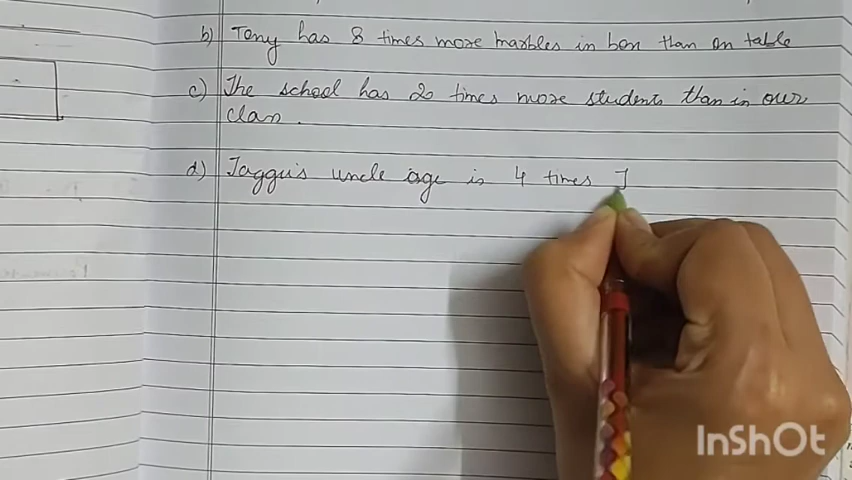 b) Tony has 8 times more marbles in box than on table
c) The school has 20 times more students than in our
class.
d) Jaggu's uncle age is 4 times J
InShOt